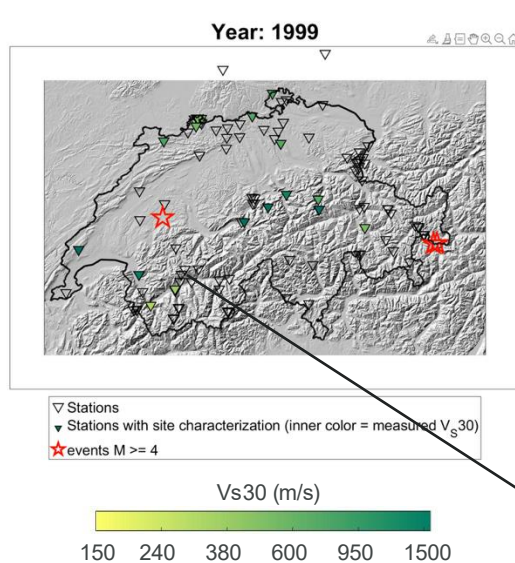 Year: 1999
Stations
Stations with site characterization (inner color = measured V_S30)
events M >= 4
Vs30 (m/s)
150 240 380 600 950 1500